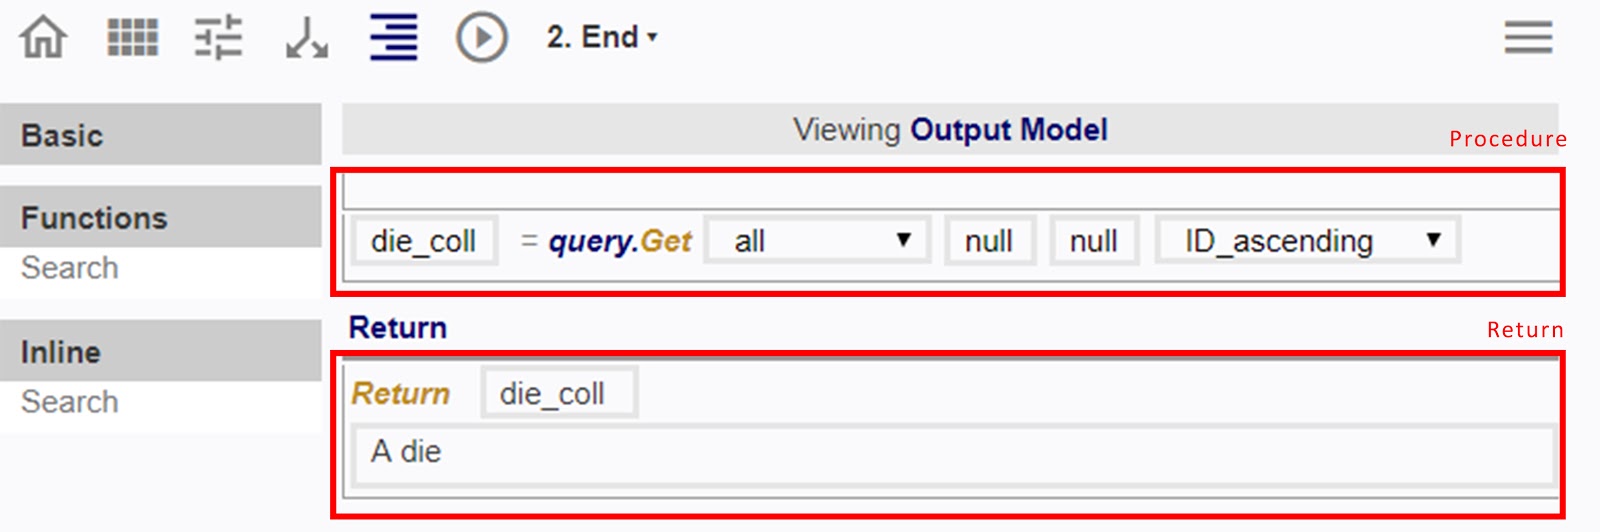 2. End ▾
Basic
Functions
Search
Inline
Search
Viewing Output Model
Procedure
die_coll = query.Get all ▼ null null ID_ascending ▼
Return
Return
Return die_coll
A die